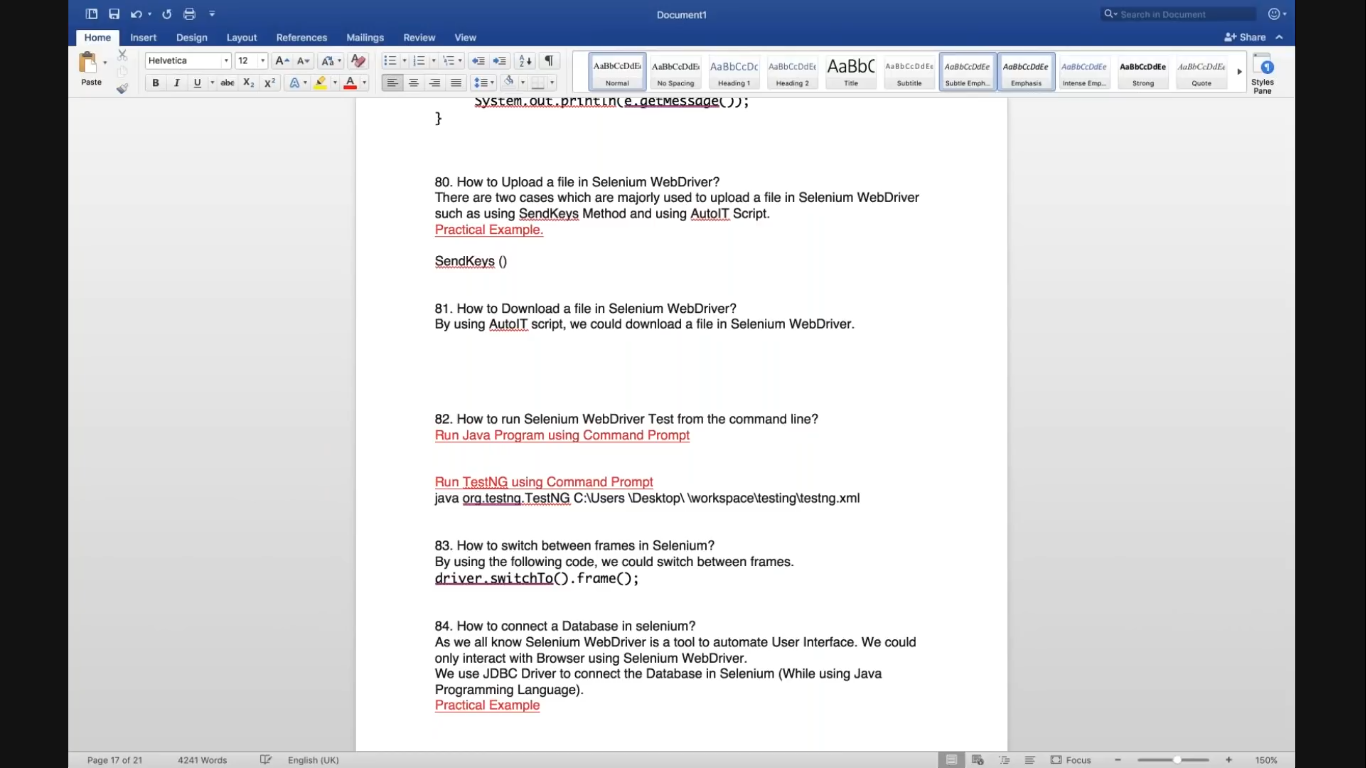 Document1
Search in Document
Home Insert Design Layout References Mailings Review View
Share
Paste
Helvetica 12
B I U abc X2 X2 A A
AaBbCcDdEe AaBbCcDdEe AaBbCcDc AaBbCcDdEe AaBbC AaBbCcDdEe AaBbCcDdEe AaBbCcDdEe AaBbCcDdEe AaBbCcDdEe AaBbCcDdEe
Normal No Spacing Heading 1 Heading 2 Title Subtitle Subtle Emph... Emphasis Intense Emp... Strong Quote
Styles
Pane
System.out.println(e.getMessage());
}
80. How to Upload a file in Selenium WebDriver?
There are two cases which are majorly used to upload a file in Selenium WebDriver
such as using SendKeys Method and using AutoIT Script.
Practical Example.
SendKeys ()
81. How to Download a file in Selenium WebDriver?
By using AutoIT script, we could download a file in Selenium WebDriver.
82. How to run Selenium WebDriver Test from the command line?
Run Java Program using Command Prompt
Run TestNG using Command Prompt
java org.testng.TestNG C:\Users \Desktop\ \workspace\testing\testng.xml
83. How to switch between frames in Selenium?
By using the following code, we could switch between frames.
driver.switchTo().frame();
84. How to connect a Database in selenium?
As we all know Selenium WebDriver is a tool to automate User Interface. We could
only interact with Browser using Selenium WebDriver.
We use JDBC Driver to connect the Database in Selenium (While using Java
Programming Language).
Practical Example
Page 17 of 21 4241 Words English (UK) Focus 150%